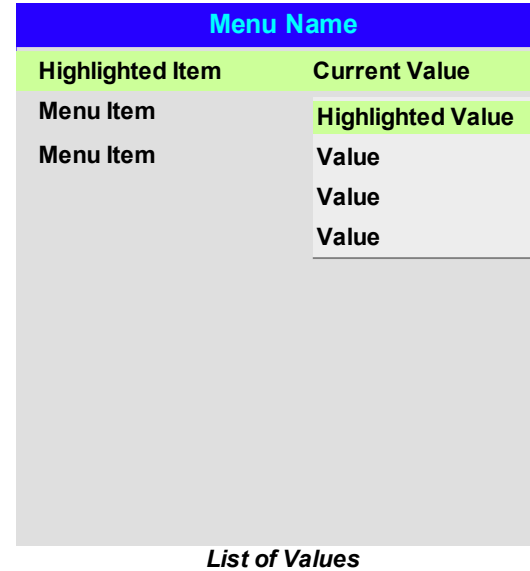 Menu Name
Highlighted Item Current Value
Menu Item Highlighted Value
Menu Item Value
Value
Value
List of Values